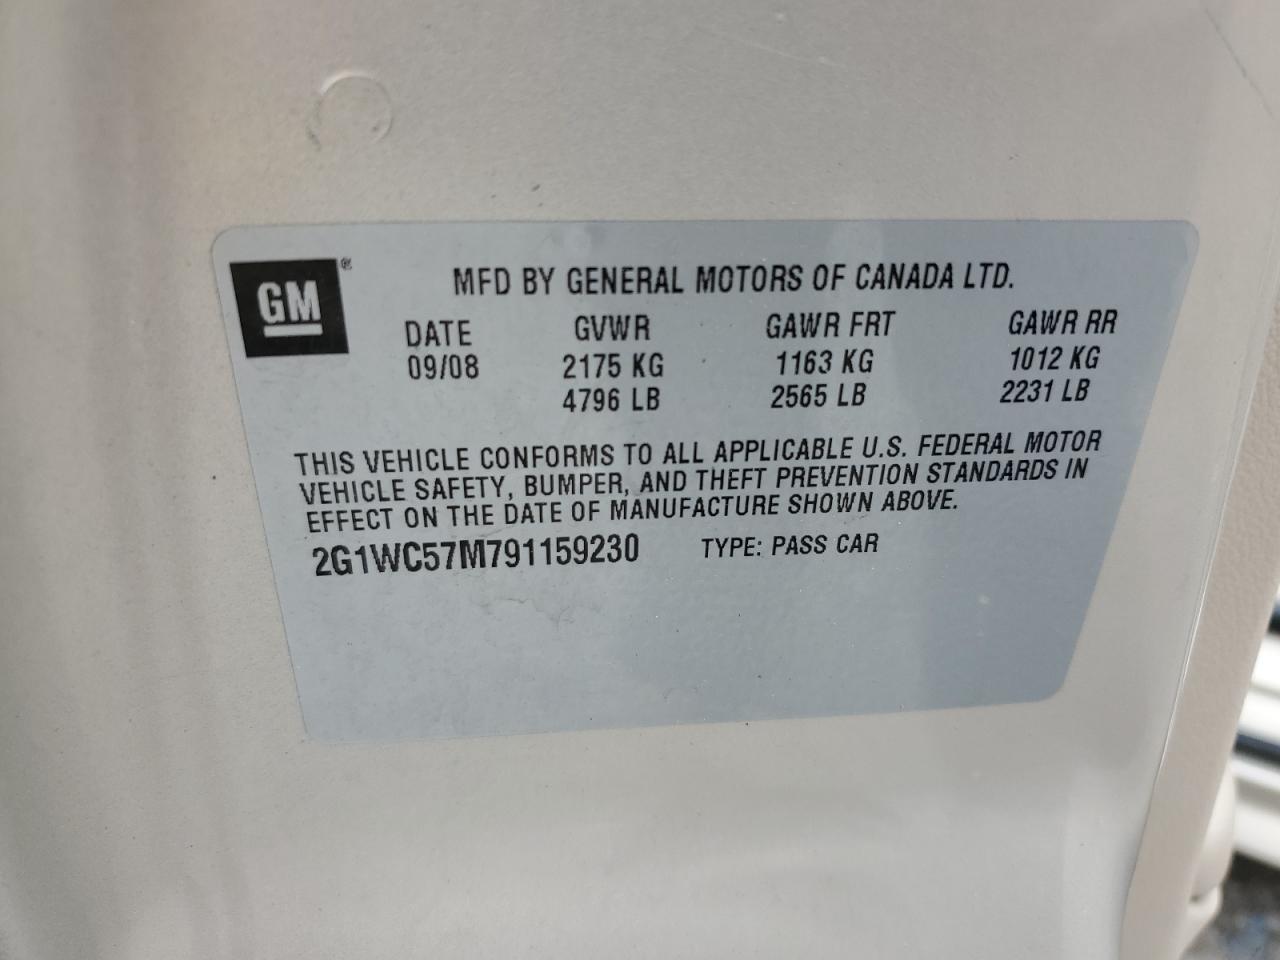 GM®
MFD BY GENERAL MOTORS OF CANADA LTD.
DATE GVWR GAWR FRT GAWR RR
09/08 2175 KG 1163 KG 1012 KG
4796 LB 2565 LB 2231 LB
THIS VEHICLE CONFORMS TO ALL APPLICABLE U.S. FEDERAL MOTOR
VEHICLE SAFETY, BUMPER, AND THEFT PREVENTION STANDARDS IN
EFFECT ON THE DATE OF MANUFACTURE SHOWN ABOVE.
2G1WC57M791159230 TYPE: PASS CAR